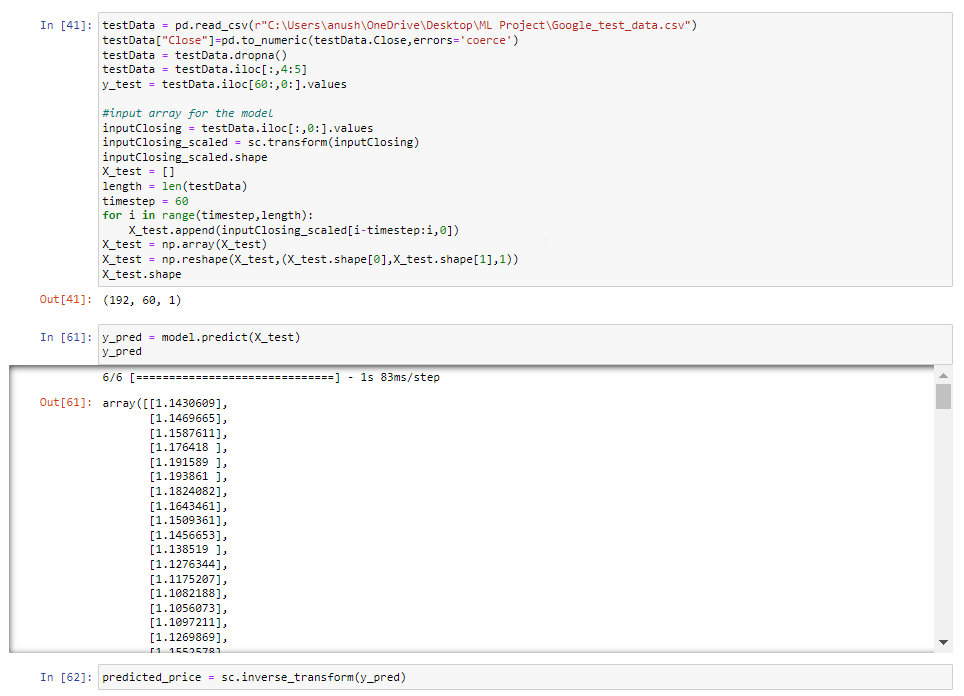 In [41]: testData = pd.read_csv(r"C:\Users\anush\OneDrive\Desktop\ML Project\Google_test_data.csv")
testData["Close"]=pd.to_numeric(testData.Close,errors='coerce')
testData = testData.dropna()
testData = testData.iloc[:,4:5]
y_test = testData.iloc[60:,0:].values

#input array for the model
inputClosing = testData.iloc[:,0:].values
inputClosing_scaled = sc.transform(inputClosing)
inputClosing_scaled.shape
X_test = []
length = len(testData)
timestep = 60
for i in range(timestep,length):
    X_test.append(inputClosing_scaled[i-timestep:i,0])
X_test = np.array(X_test)
X_test = np.reshape(X_test,(X_test.shape[0],X_test.shape[1],1))
X_test.shape
Out[41]: (192, 60, 1)
In [61]: y_pred = model.predict(X_test)
y_pred
6/6 [==============================] - 1s 83ms/step
Out[61]: array([[1.1430609],
[1.1469665],
[1.1587611],
[1.176418 ],
[1.191589 ],
[1.193861 ],
[1.1824082],
[1.1643461],
[1.1509361],
[1.1456653],
[1.138519 ],
[1.1276344],
[1.1175207],
[1.1082188],
[1.1056073],
[1.1097211],
[1.1269869],
[1.1552578],
In [62]: predicted_price = sc.inverse_transform(y_pred)